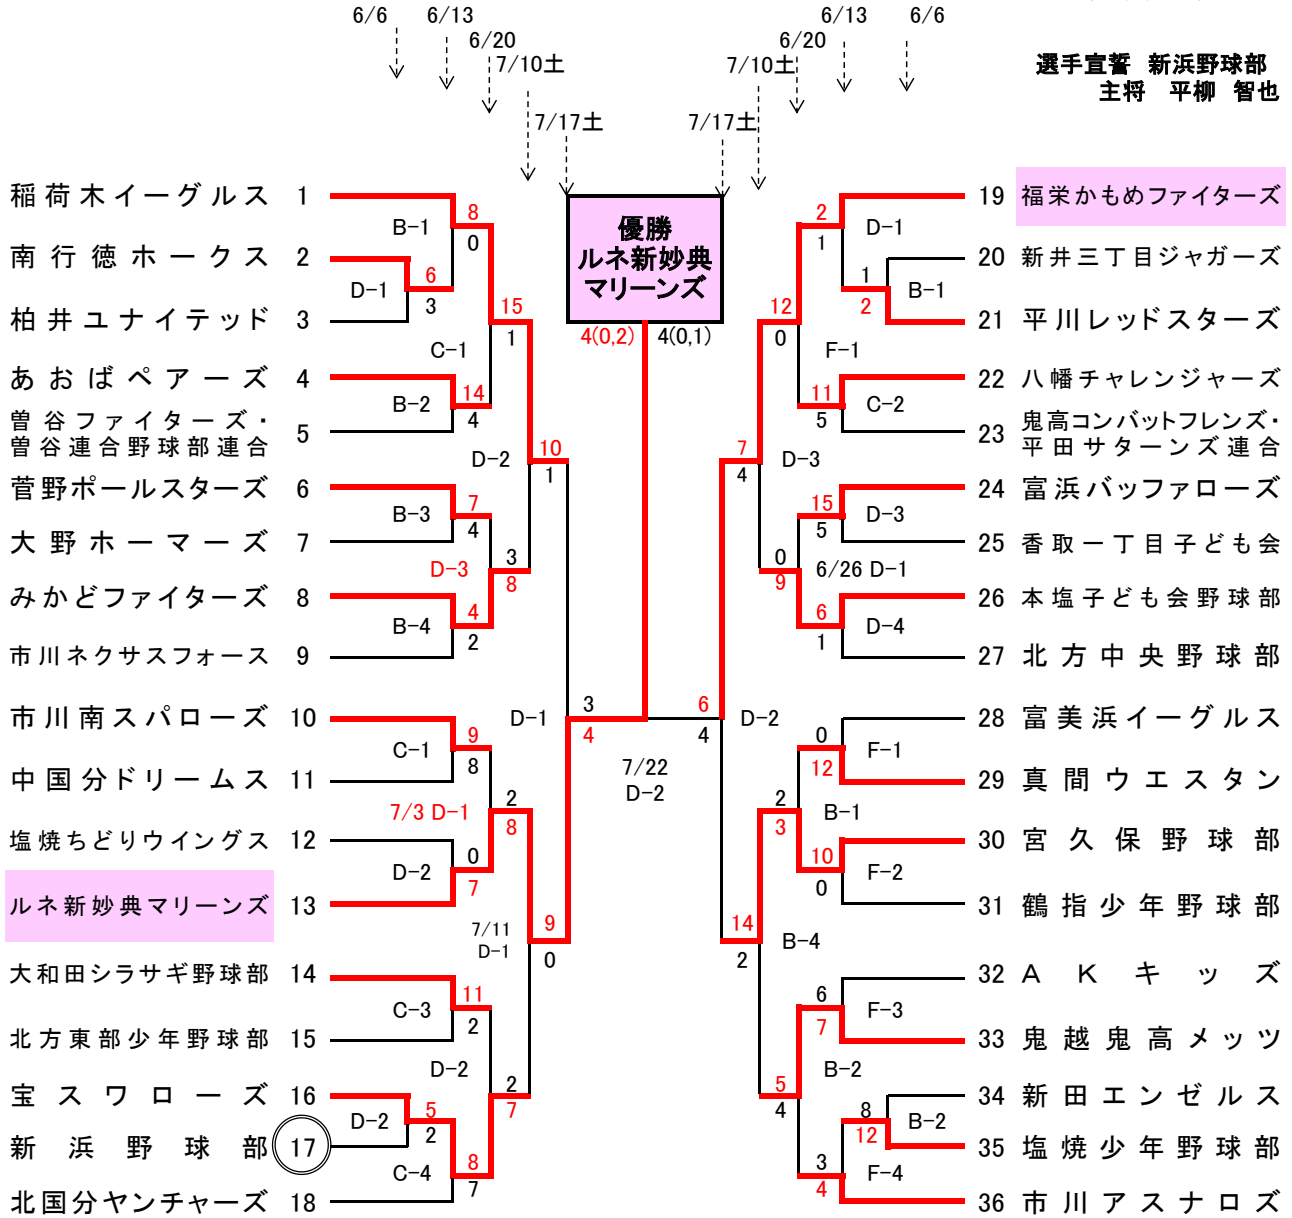 6/6 6/13 6/13 6/6
6/20 6/20
7/10土 7/10土
7/17土 7/17土
選手宣誓 新浜野球部
主将 平柳 智也
優勝
ルネ新妙典
マリーンズ
4(0,2) 4(0,1)
稲荷木イーグルス 1
B-1 8 0
南行徳ホークス 2
D-1 6 3
柏井ユナイテッド 3
15 1
C-1
あおばペアーズ 4
B-2 14 4
曽谷ファイターズ・
曽谷連合野球部連合 5
D-2 10 1
菅野ポールスターズ 6
B-3 7 4
大野ホーマーズ 7
D-3 3 8
みかどファイターズ 8
B-4 4 2
市川ネクサスフォース 9
市川南スパローズ 10
D-1 3 4
C-1 9 8
中国分ドリームス 11
7/3 D-1 2 8
塩焼ちどりウイングス 12
D-2 0 7
ルネ新妙典マリーンズ 13
7/11
D-1
9 0
大和田シラサギ野球部 14
C-3 11 2
北方東部少年野球部 15
D-2 2 7
宝スワローズ 16
D-2 5 2
新浜野球部 17
C-4 8 7
北国分ヤンチャーズ 18
7/22
D-2
19 福栄かもめファイターズ
2 1 D-1
20 新井三丁目ジャガーズ
1 2 B-1
21 平川レッドスターズ
12 0
F-1
22 八幡チャレンジャーズ
11 5 C-2
23 鬼高コンバットフレンズ・
平田サターンズ連合
7 4 D-3
24 富浜バッファローズ
15 5 D-3
25 香取一丁目子ども会
0 9 6/26 D-1
26 本塩子ども会野球部
6 1 D-4
27 北方中央野球部
6 4 D-2
28 富美浜イーグルス
0 12 F-1
29 真間ウエスタン
2 3 B-1
30 宮久保野球部
10 0 F-2
31 鶴指少年野球部
14 2 B-4
32 AKキッズ
6 7 F-3
33 鬼越鬼高メッツ
5 4 B-2
34 新田エンゼルス
8 12 B-2
35 塩焼少年野球部
3 4 F-4
36 市川アスナロズ